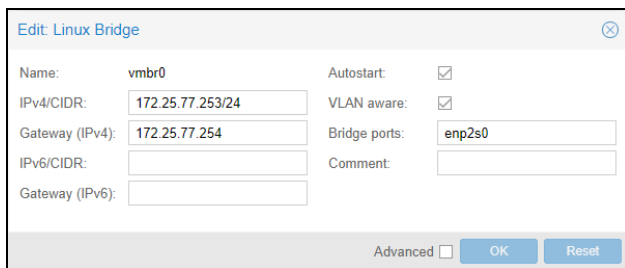 Edit: Linux Bridge
Name: vmbr0 Autostart:
IPv4/CIDR: 172.25.77.253/24 VLAN aware:
Gateway (IPv4): 172.25.77.254 Bridge ports: enp2s0
IPv6/CIDR: Comment:
Gateway (IPv6):
Advanced OK Reset